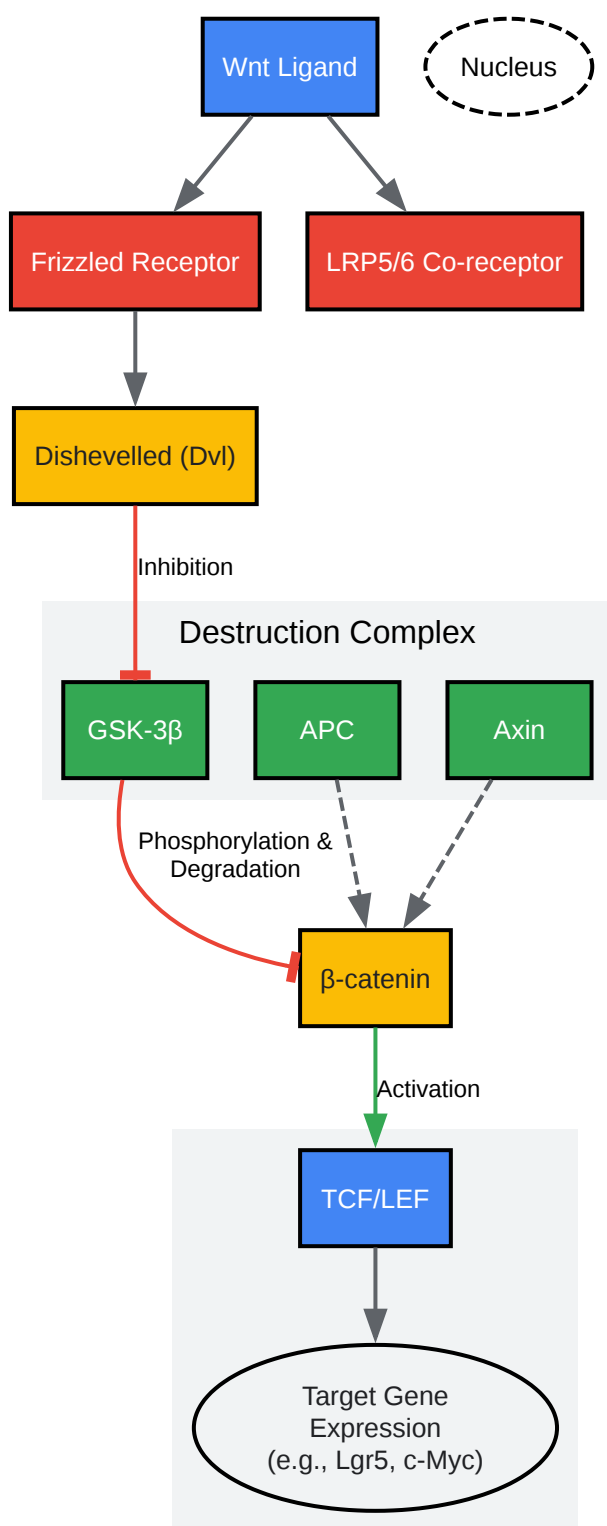 Wnt Ligand
Nucleus
Frizzled Receptor
LRP5/6 Co-receptor
Dishevelled (Dvl)
Inhibition
Destruction Complex
GSK-3β
APC
Axin
Phosphorylation &
Degradation
β-catenin
Activation
TCF/LEF
Target Gene
Expression
(e.g., Lgr5, c-Myc)